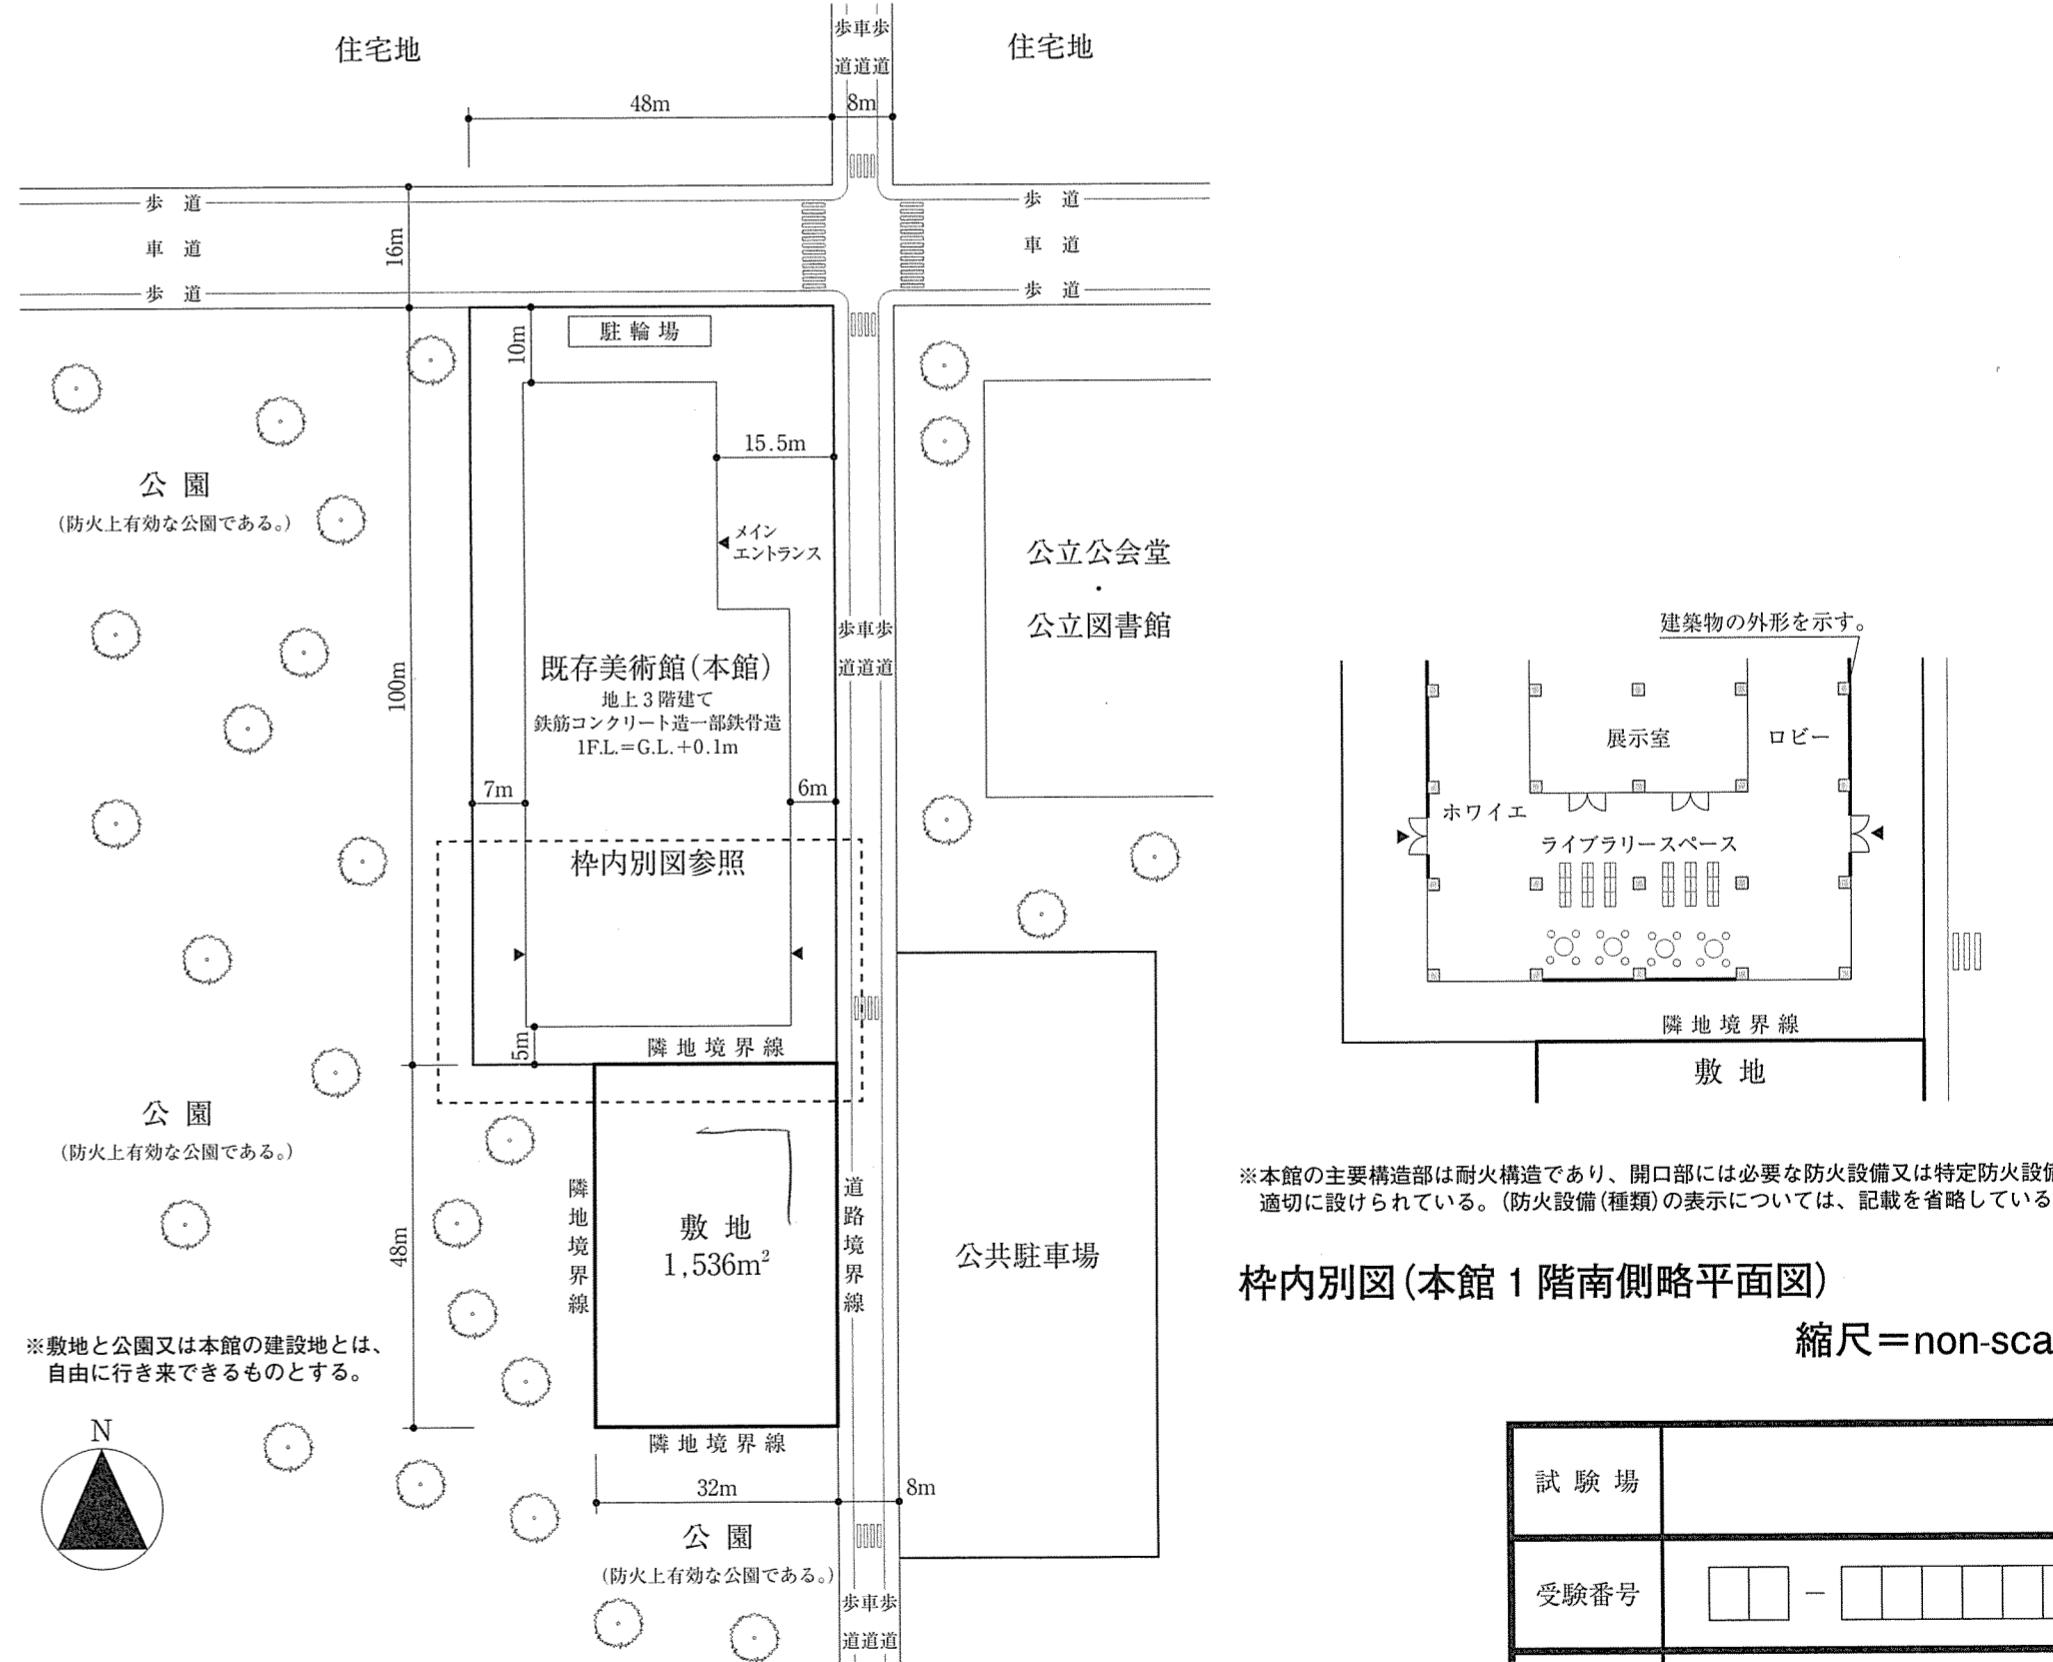 住宅地
住宅地
歩車歩
道道道
48m
8m
歩 道
車 道
歩 道
歩 道
車 道
歩 道
16m
駐輪場
10m
15.5m
公園
(防火上有効な公園である。)
メイン
エントランス
公立公会堂
・
公立図書館
歩車歩
道道道
100m
既存美術館(本館)
地上3階建て
鉄筋コンクリート造一部鉄骨造
1F.L.=G.L.+0.1m
7m
6m
枠内別図参照
5m
隣地境界線
公園
(防火上有効な公園である。)
隣地境界線
道路境界線
敷地
1,536m²
48m
公共駐車場
※敷地と公園又は本館の建設地とは、
自由に行き来できるものとする。
N
隣地境界線
32m
8m
公園
(防火上有効な公園である。)
歩車歩
道道道
建築物の外形を示す。
展示室
ロビー
ホワイエ
ライブラリースペース
隣地境界線
敷地
※本館の主要構造部は耐火構造であり、開口部には必要な防火設備又は特定防火設備
適切に設けられている。(防火設備(種類)の表示については、記載を省略している
枠内別図(本館1階南側略平面図)
縮尺=non-sca
試験場
受験番号
－